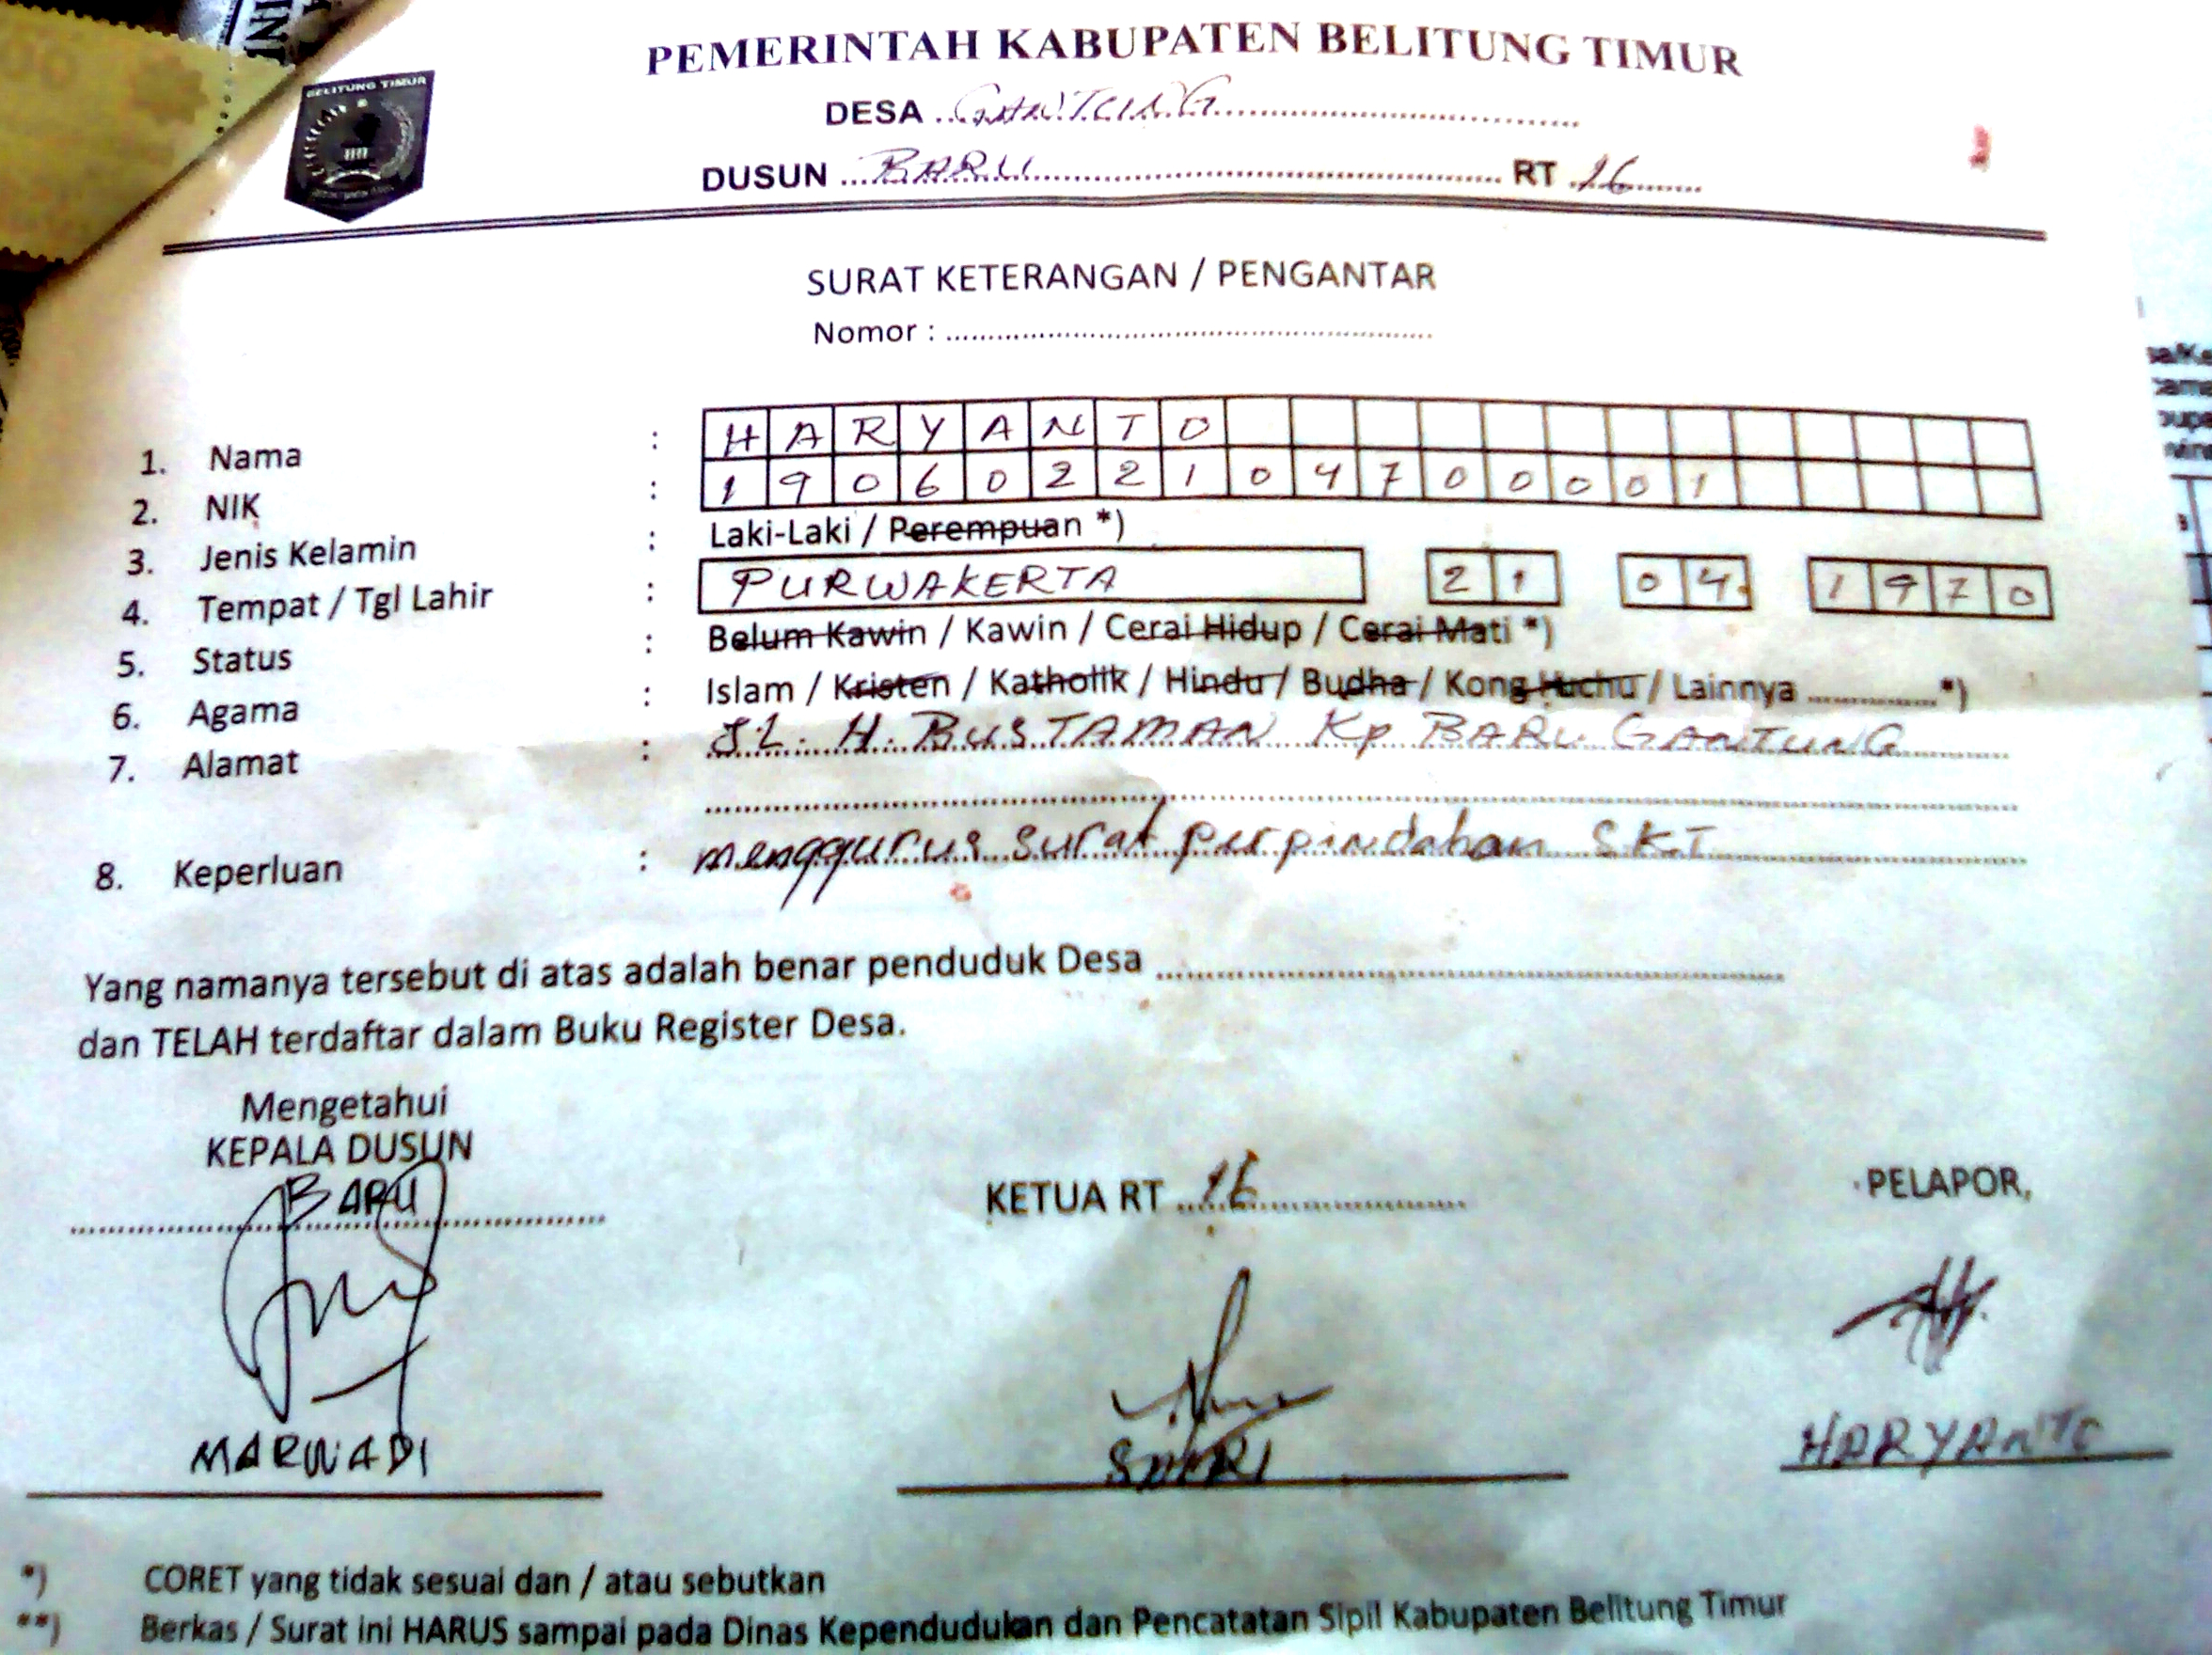 BELITUNG TIMUR
PEMERINTAH KABUPATEN BELITUNG TIMUR
DESA GANTUNG
DUSUN BARU RT 16
SURAT KETERANGAN / PENGANTAR
Nomor :
1. Nama : HARYANTO
2. NIK : 1906022104700001
3. Jenis Kelamin : Laki-Laki / Perempuan *)
4. Tempat / Tgl Lahir : PURWAKERTA 21 04 1970
5. Status : Belum Kawin / Kawin / Cerai Hidup / Cerai Mati *)
6. Agama : Islam / Kristen / Katholik / Hindu / Budha / Kong Huchu / Lainnya ............ *)
7. Alamat : JL. H. BUSTAMAN Kp BARU GANTUNG
8. Keperluan : menggurus surat perpindahan SKT
Yang namanya tersebut di atas adalah benar penduduk Desa
dan TELAH terdaftar dalam Buku Register Desa.
Mengetahui
KEPALA DUSUN
BARU
KETUA RT 16
PELAPOR,
MARWADI
HARYANTO
*) CORET yang tidak sesuai dan / atau sebutkan
**) Berkas / Surat ini HARUS sampai pada Dinas Kependudukan dan Pencatatan Sipil Kabupaten Belitung Timur